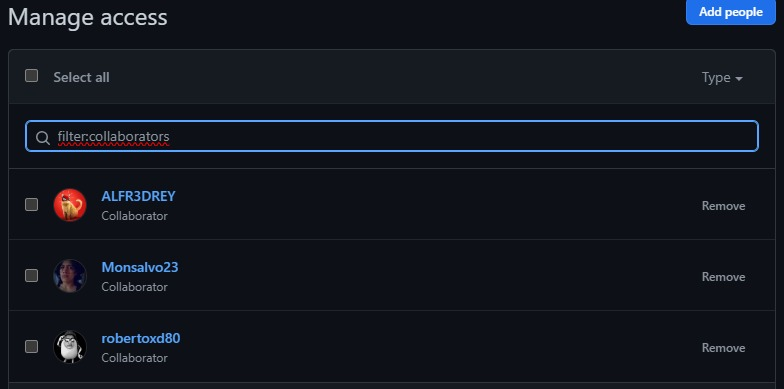 Manage access
Add people
Select all
Type
filter:collaborators
ALFR3DREY
Collaborator
Remove
Monsalvo23
Collaborator
Remove
robertoxd80
Collaborator
Remove